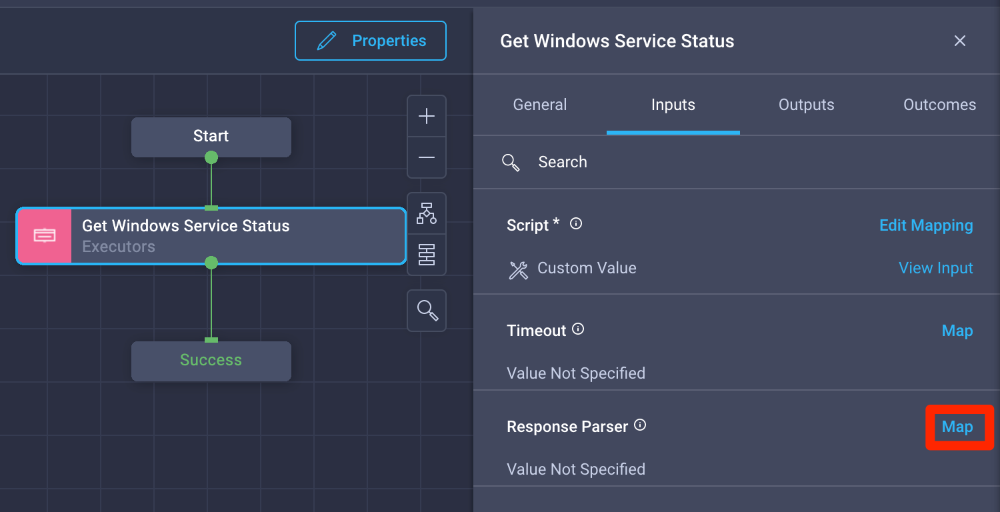 Properties
Start
Get Windows Service Status
Executors
Success
Get Windows Service Status
General Inputs Outputs Outcomes
Search
Script * Edit Mapping
Custom Value View Input
Timeout Map
Value Not Specified
Response Parser Map
Value Not Specified